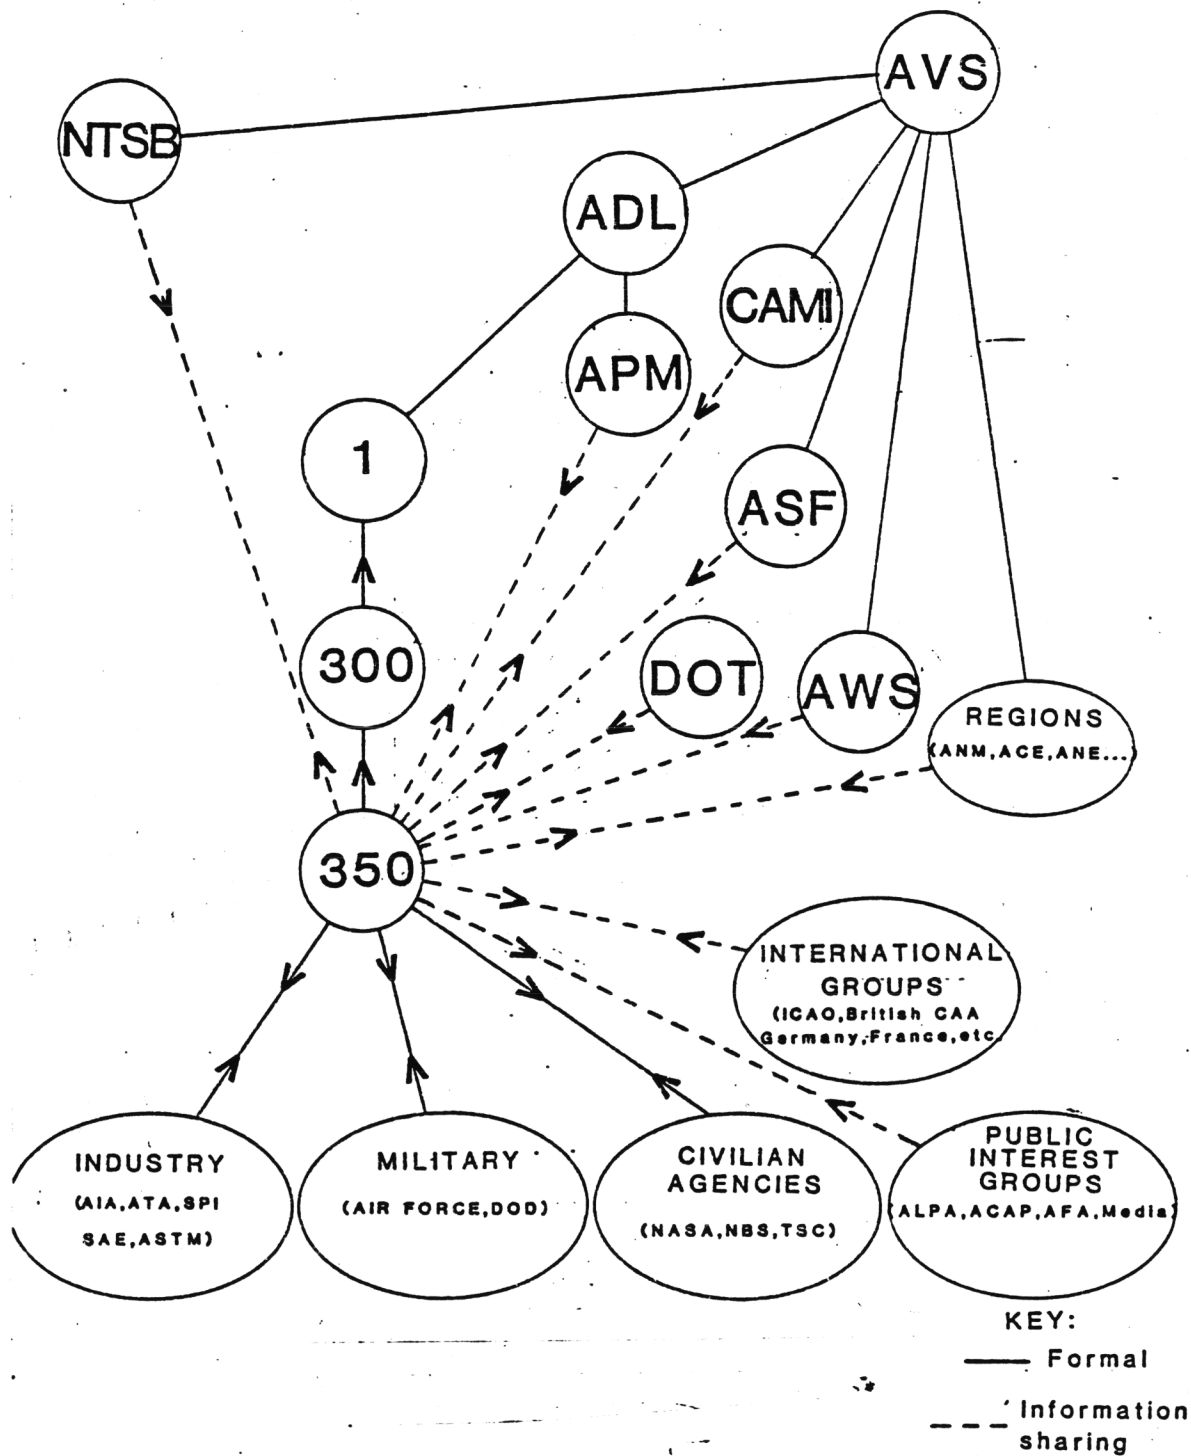 AVS
NTSB
ADL
CAMI
APM
1
ASF
300
DOT
AWS
REGIONS
(ANM,ACE,ANE...)
350
INTERNATIONAL
GROUPS
(ICAO,British CAA
Germany,France,etc.
INDUSTRY
(AIA,ATA,SPI
SAE,ASTM)
MILITARY
(AIR FORCE,DOD)
CIVILIAN
AGENCIES
(NASA,NBS,TSC)
PUBLIC
INTEREST
GROUPS
(ALPA,ACAP,AFA,Media)
KEY:
Formal
Information
sharing